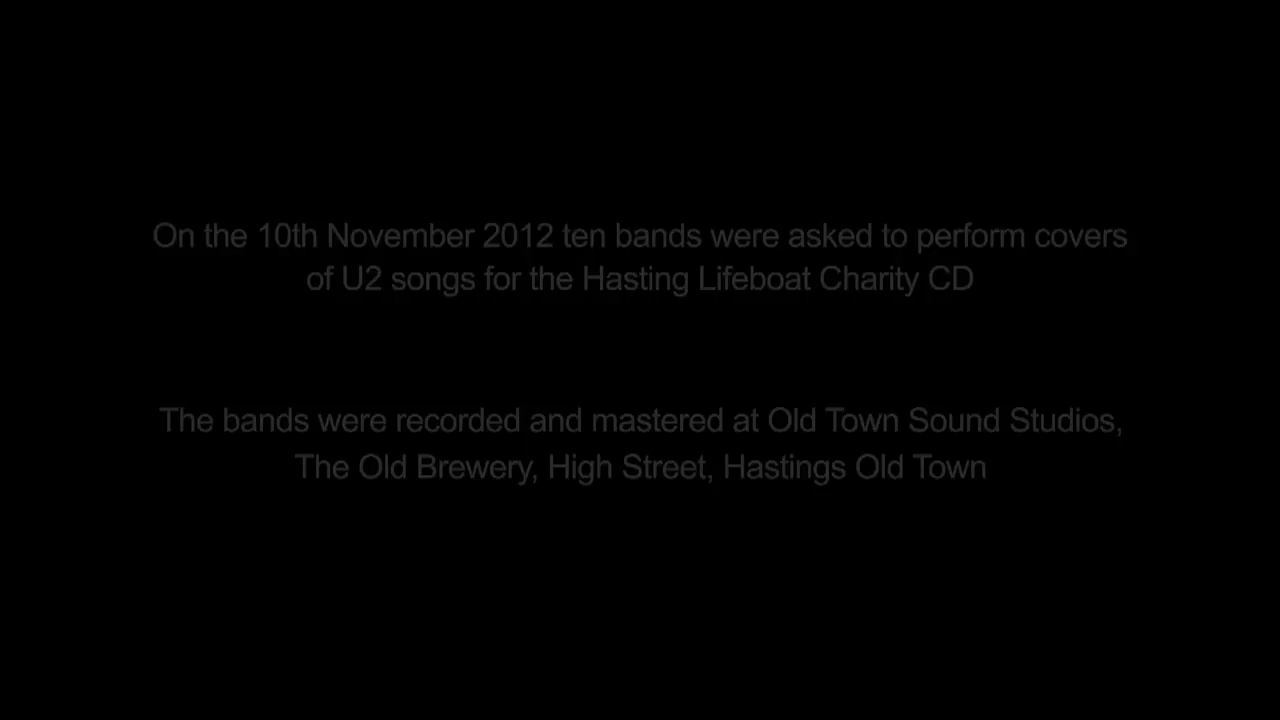 On the 10th November 2012 ten bands were asked to perform covers
of U2 songs for the Hasting Lifeboat Charity CD
The bands were recorded and mastered at Old Town Sound Studios,
The Old Brewery, High Street, Hastings Old Town